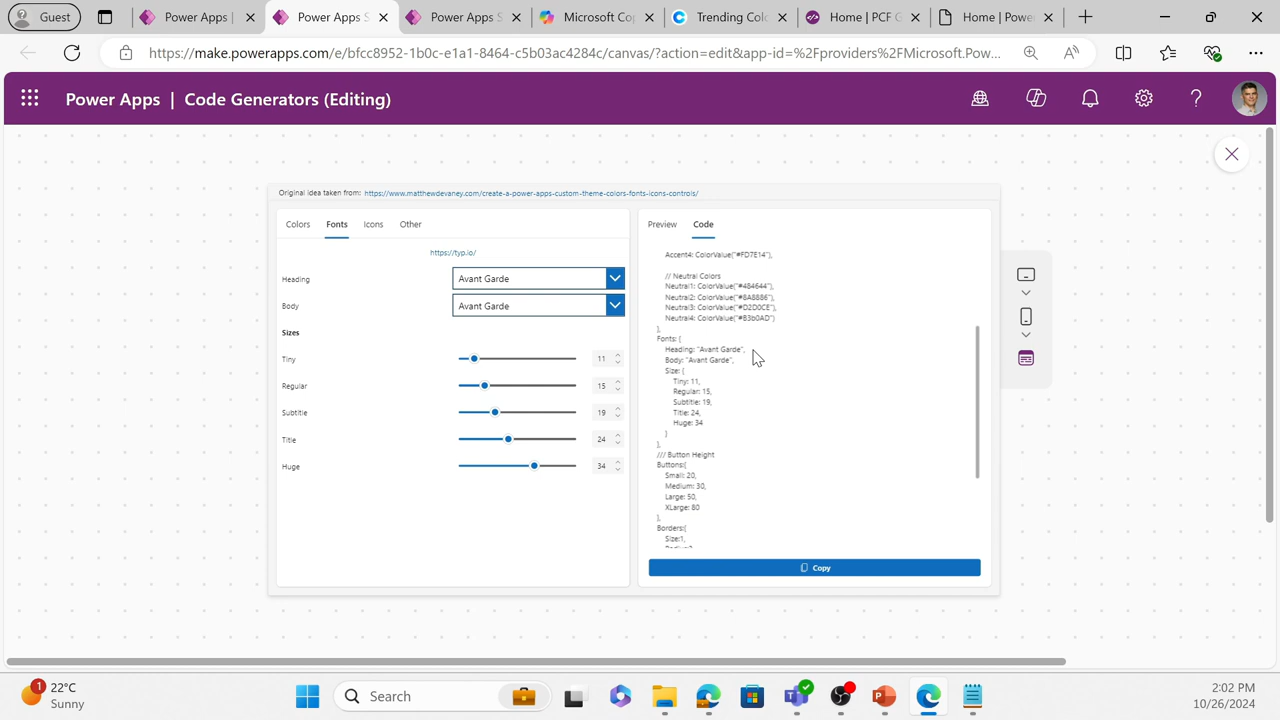 Guest
Power Apps |
Power Apps S
Power Apps S
Microsoft Co
Trending Col
Home | PCF G
Home | Powe
https://make.powerapps.com/e/bfcc8952-1b0c-e1a1-8464-c5b03ac4284c/canvas/?action=edit&app-id=%2Fproviders%2FMicrosoft.Pow...
Power Apps | Code Generators (Editing)
Original idea taken from: https://www.matthewdevaney.com/create-a-power-apps-custom-theme-colors-fonts-icons-controls/
Colors Fonts Icons Other
https://typ.io/
Heading Avant Garde
Body Avant Garde
Sizes
Tiny 11
Regular 15
Subtitle 19
Title 24
Huge 34
Preview Code
Accent4: ColorValue("#FD7E14"),
// Neutral Colors
Neutral1: ColorValue("#484644"),
Neutral2: ColorValue("#8A8886"),
Neutral3: ColorValue("#D2D0CE"),
Neutral4: ColorValue("#B3b0AD")
},
Fonts: {
Heading: "Avant Garde",
Body: "Avant Garde",
Size: {
Tiny: 11,
Regular: 15,
Subtitle: 19,
Title: 24,
Huge: 34
}
},
/// Button Height
Buttons:{
Small: 20,
Medium: 30,
Large: 50,
XLarge: 80
},
Borders:{
Size:1,
Copy
1
22°C
Sunny
Search
2:02 PM
10/26/2024